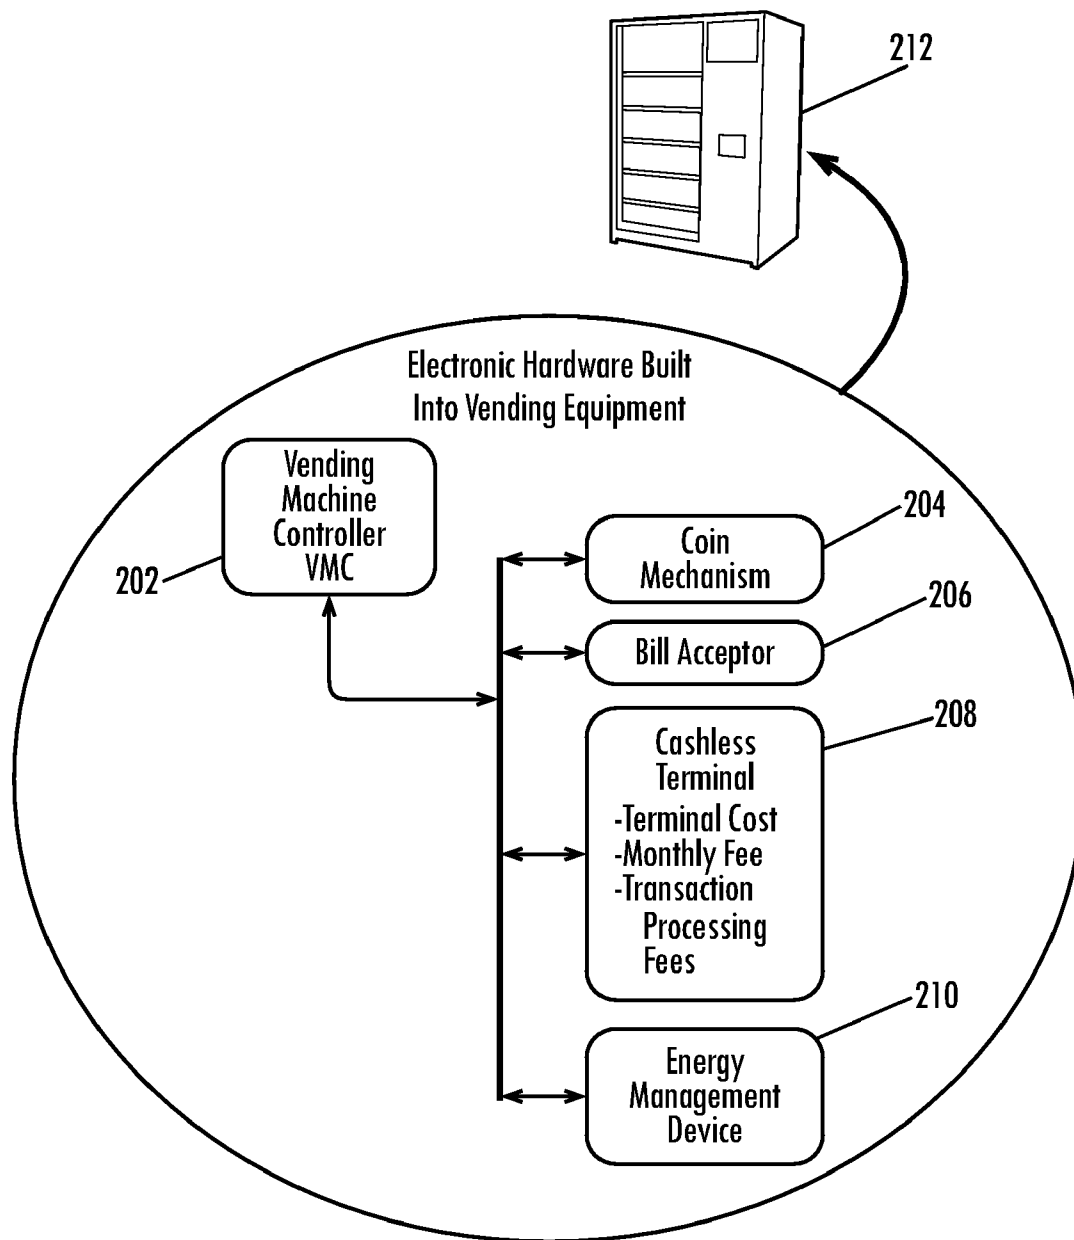 212
Electronic Hardware Built
Into Vending Equipment
Vending
Machine
Controller
VMC
202
204
Coin
Mechanism
206
Bill Acceptor
208
Cashless
Terminal
-Terminal Cost
-Monthly Fee
-Transaction
Processing
Fees
210
Energy
Management
Device